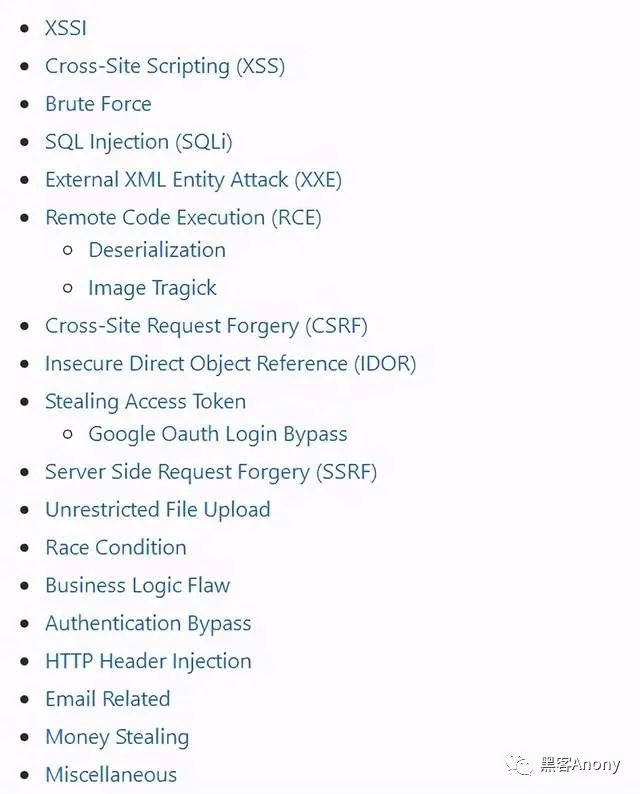 XSSI
Cross-Site Scripting (XSS)
Brute Force
SQL Injection (SQLi)
External XML Entity Attack (XXE)
Remote Code Execution (RCE)
Deserialization
Image Tragick
Cross-Site Request Forgery (CSRF)
Insecure Direct Object Reference (IDOR)
Stealing Access Token
Google Oauth Login Bypass
Server Side Request Forgery (SSRF)
Unrestricted File Upload
Race Condition
Business Logic Flaw
Authentication Bypass
HTTP Header Injection
Email Related
Money Stealing
Miscellaneous
黑客Anony